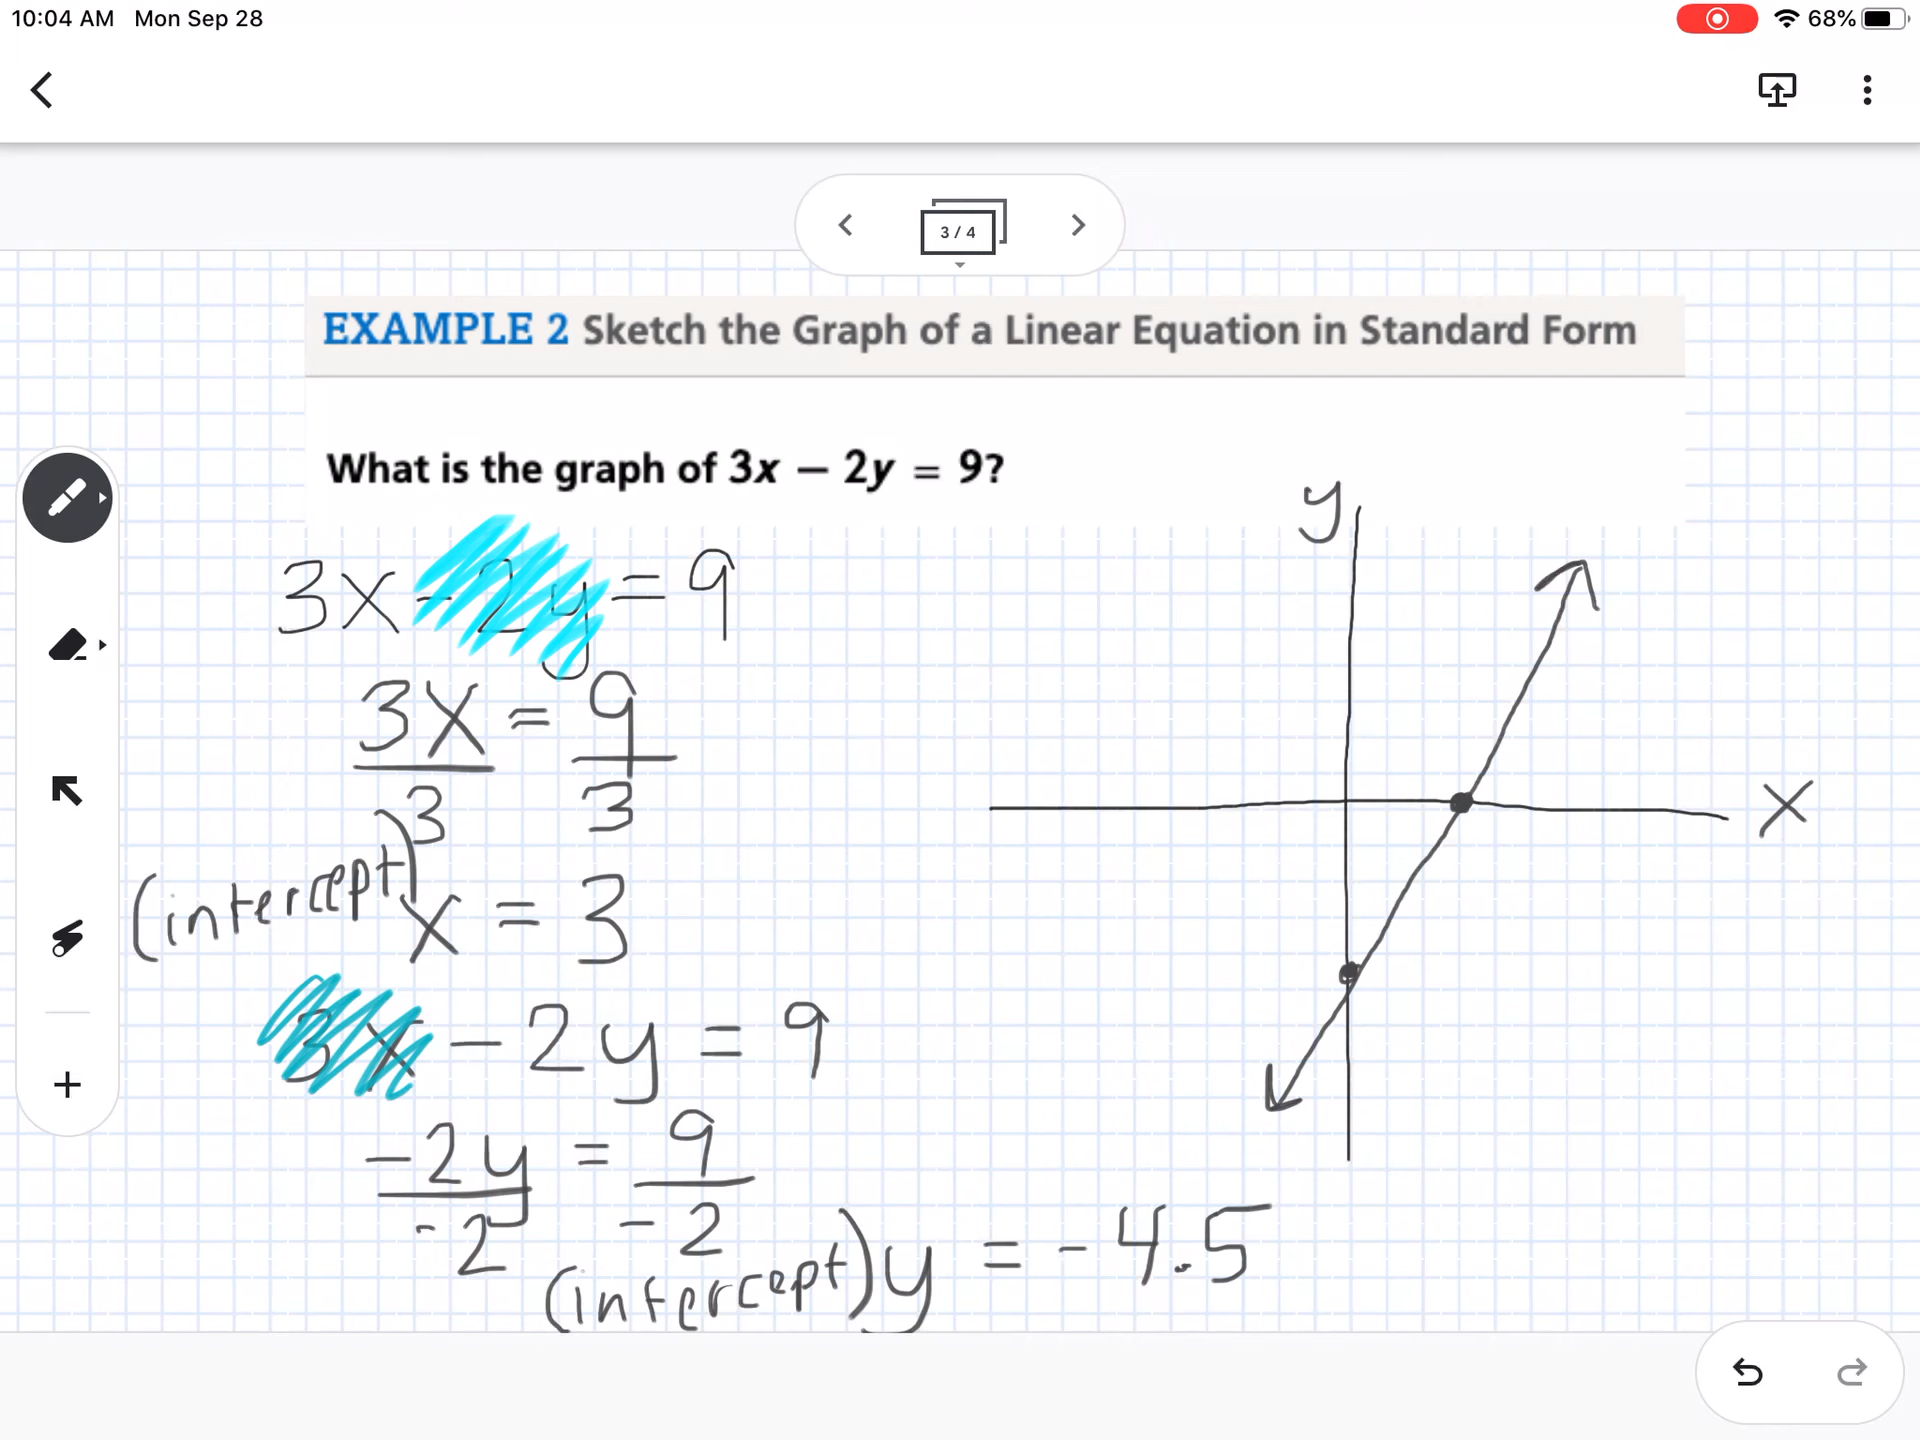 10:04 AM Mon Sep 28
68%
3 / 4
EXAMPLE 2 Sketch the Graph of a Linear Equation in Standard Form
What is the graph of 3x − 2y = 9?
y
3x - 2y = 9
3x = 9
3 3
(intercept) x = 3
x
3x - 2y = 9
-2y = 9
-2 -2
(intercept) y = -4.5